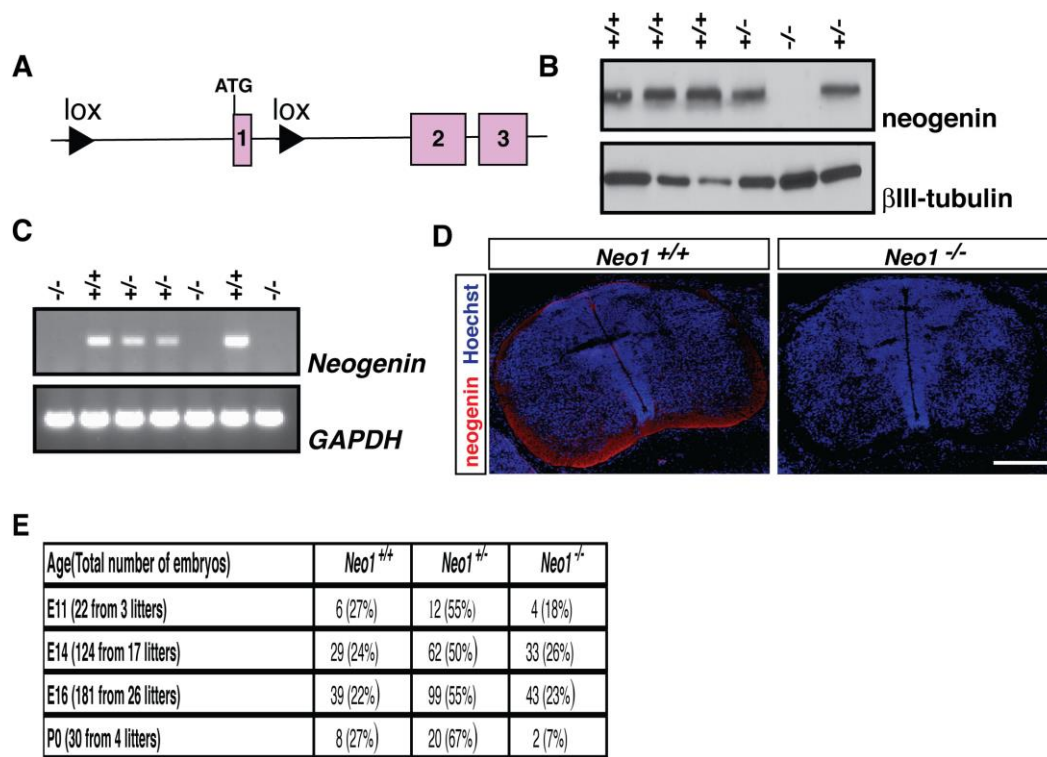 A
lox
ATG
1
lox
2
3
B
+/+ +/+ +/+ +/- -/- +/-
neogenin
βIII-tubulin
C
-/- +/+ +/- +/- -/- +/+ -/-
Neogenin
GAPDH
D
Neo1 +/+
Neo1 -/-
neogenin Hoechst
E
Age(Total number of embryos) Neo1 +/+ Neo1 +/- Neo1 -/-
E11 (22 from 3 litters) 6 (27%) 12 (55%) 4 (18%)
E14 (124 from 17 litters) 29 (24%) 62 (50%) 33 (26%)
E16 (181 from 26 litters) 39 (22%) 99 (55%) 43 (23%)
P0 (30 from 4 litters) 8 (27%) 20 (67%) 2 (7%)